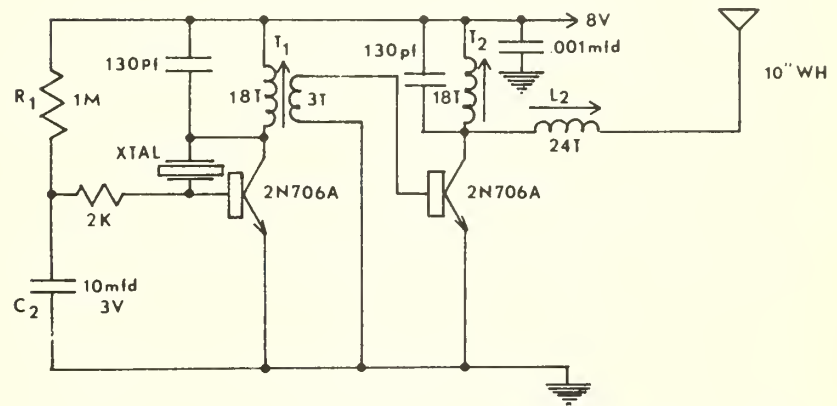 8V
T1
T2
130Pf
130pf
.001mfd
10" WH
R1
1M
18T
3T
18T
L2
24T
XTAL
2N706A
2N706A
2K
10mfd
3V
C2